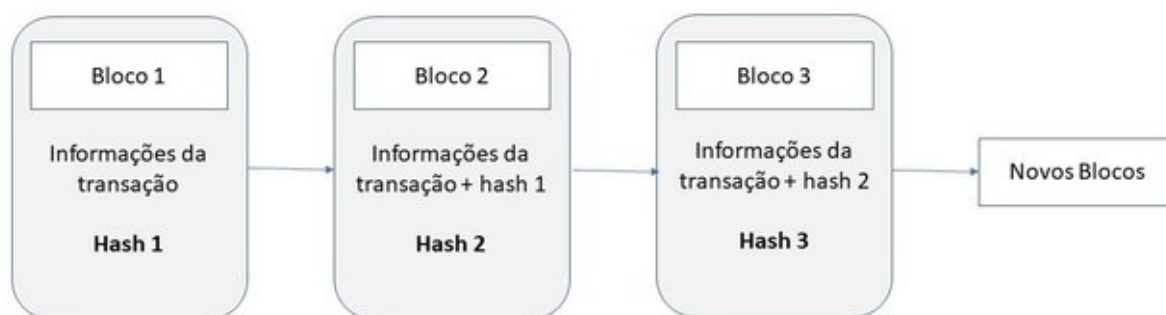 Bloco 1
Informações da
transação
Hash 1
Bloco 2
Informações da
transação + hash 1
Hash 2
Bloco 3
Informações da
transação + hash 2
Hash 3
Novos Blocos